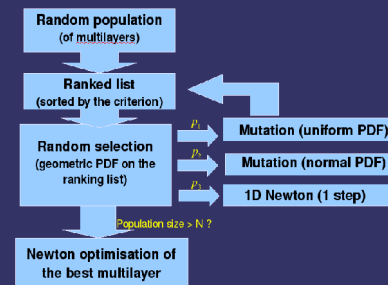 Random population
(of multilayers)
Ranked list
(sorted by the criterion)
Random selection
(geometric PDF on the
ranking list)
p1
Mutation (uniform PDF)
p2
Mutation (normal PDF)
p3
1D Newton (1 step)
Population size > N ?
Newton optimisation of
the best multilayer